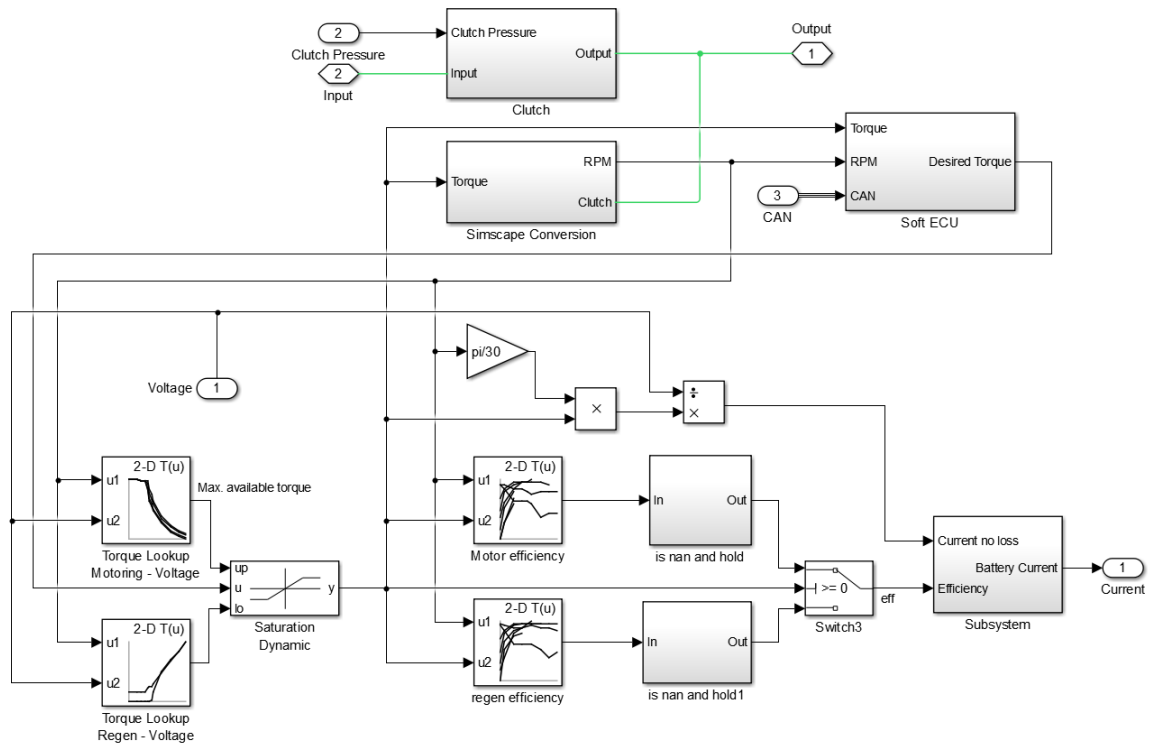 Output
2
Clutch Pressure
Clutch Pressure
Output
1
2
Input
Input
Clutch
Torque
RPM
RPM
Desired Torque
Torque
3
CAN
Clutch
CAN
Soft ECU
Simscape Conversion
pi/30
Voltage
1
÷
×
×
2-D T(u)
u1
u2
Max. available torque
Torque Lookup
Motoring - Voltage
2-D T(u)
u1
u2
Motor efficiency
In
Out
is nan and hold
up
u
lo
y
Saturation
Dynamic
>= 0
Switch3
eff
Current no loss
Battery Current
Efficiency
Subsystem
1
Current
2-D T(u)
u1
u2
Torque Lookup
Regen - Voltage
2-D T(u)
u1
u2
regen efficiency
In
Out
is nan and hold1